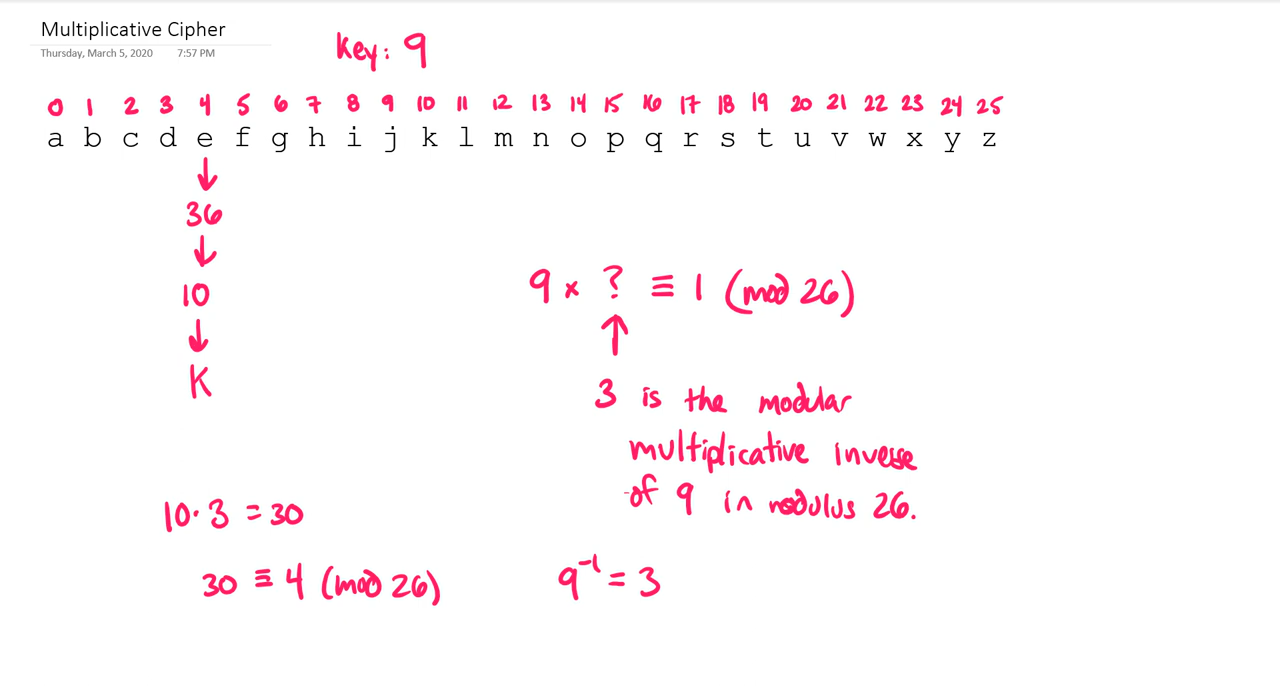 Multiplicative Cipher
Thursday, March 5, 2020 7:57 PM
Key: 9
0 1 2 3 4 5 6 7 8 9 10 11 12 13 14 15 16 17 18 19 20 21 22 23 24 25
a b c d e f g h i j k l m n o p q r s t u v w x y z
↓
36
↓
10
↓
K
9 × ? ≡ 1 (mod 26)
↑
3 is the modular
multiplicative inverse
of 9 in modulus 26.
10 · 3 = 30
30 ≡ 4 (mod 26)
9⁻¹ = 3